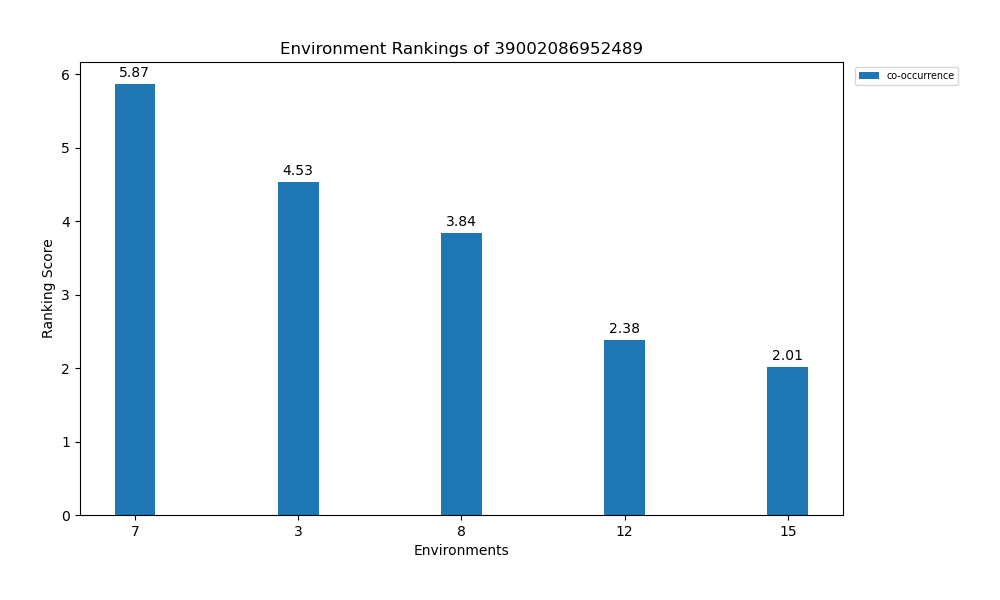 Environment Rankings of 39002086952489
co-occurrence
Ranking Score
6
5
4
3
2
1
0
5.87
4.53
3.84
2.38
2.01
7 3 8 12 15
Environments